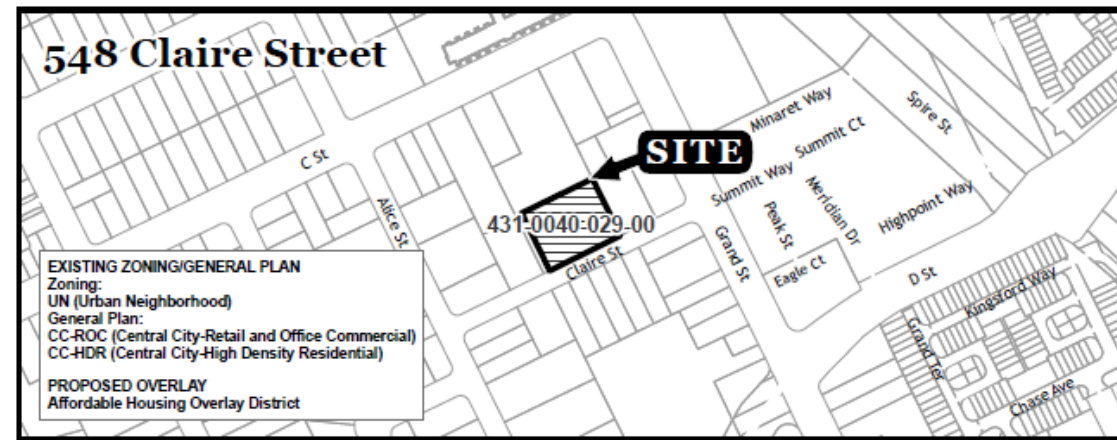 548 Claire Street
SITE
431-0040-029-00
C St
Alice St
Claire St
Minaret Way
Spire St
Summit Ct
Summit Way
Meridian Dr
Peak St
Highpoint Way
Grand St
Eagle Ct
D St
Kingsford Way
Grand Ter
Chase Ave
EXISTING ZONING/GENERAL PLAN
Zoning:
UN (Urban Neighborhood)
General Plan:
CC-ROC (Central City-Retail and Office Commercial)
CC-HDR (Central City-High Density Residential)
PROPOSED OVERLAY
Affordable Housing Overlay District